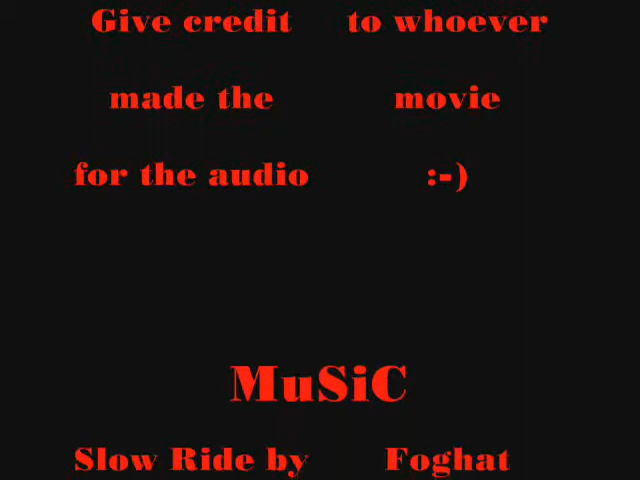 Give credit to whoever
made the movie
for the audio :-)
MuSiC
Slow Ride by Foghat